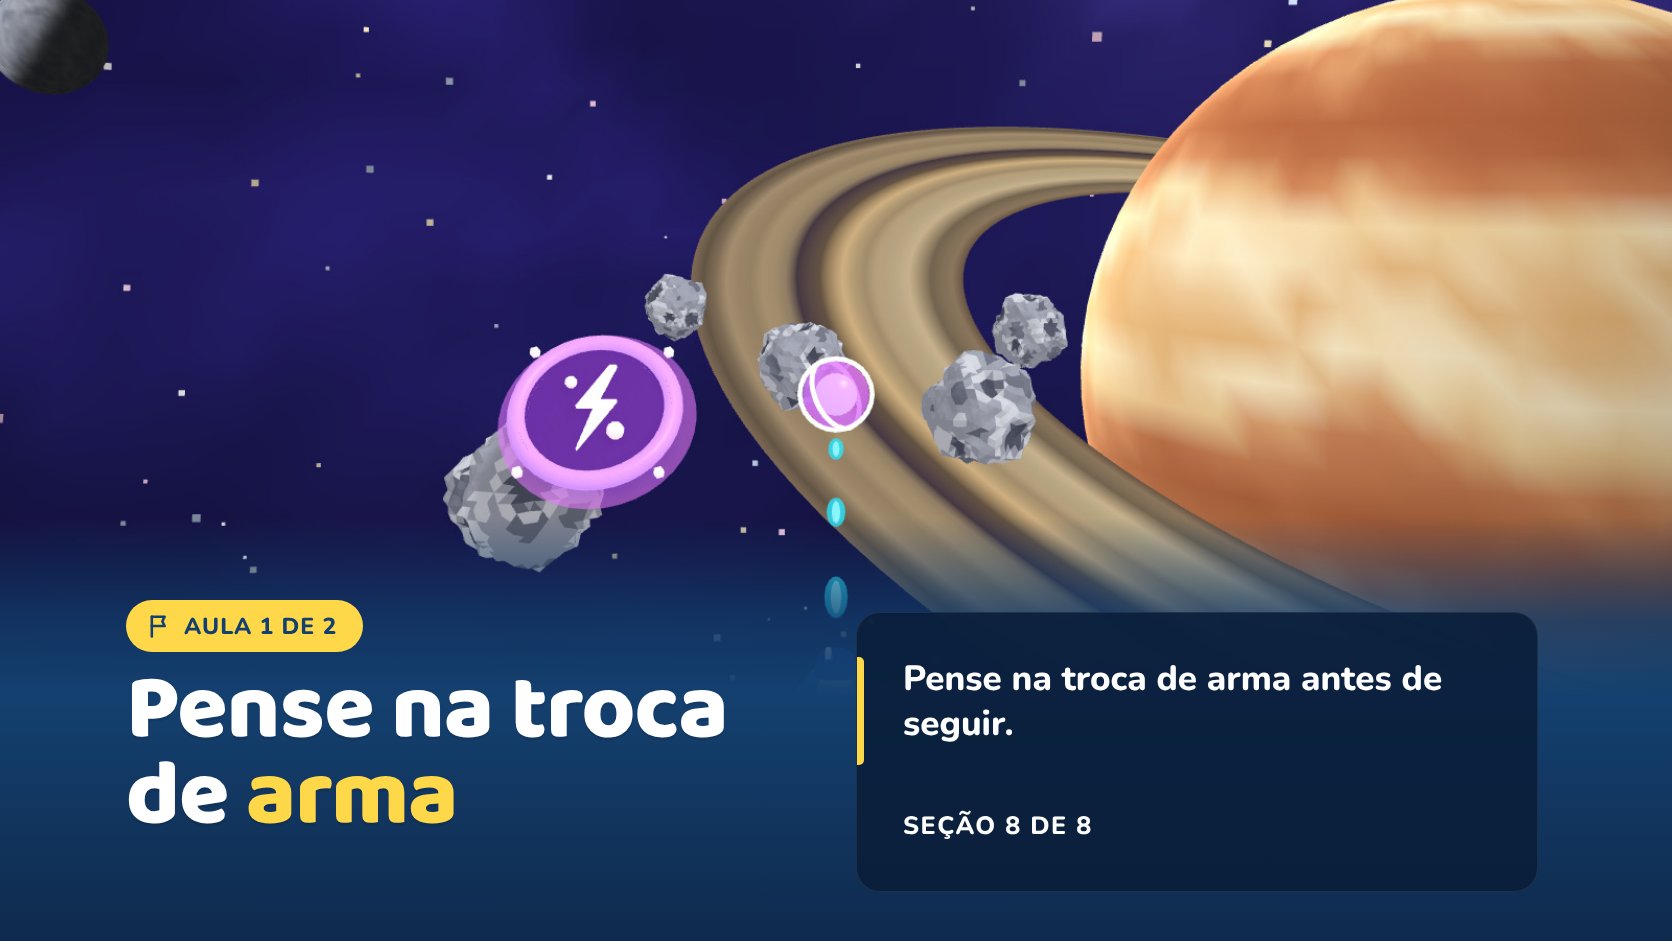 AULA 1 DE 2
Pense na troca
de arma
Pense na troca de arma antes de
seguir.
SEÇÃO 8 DE 8